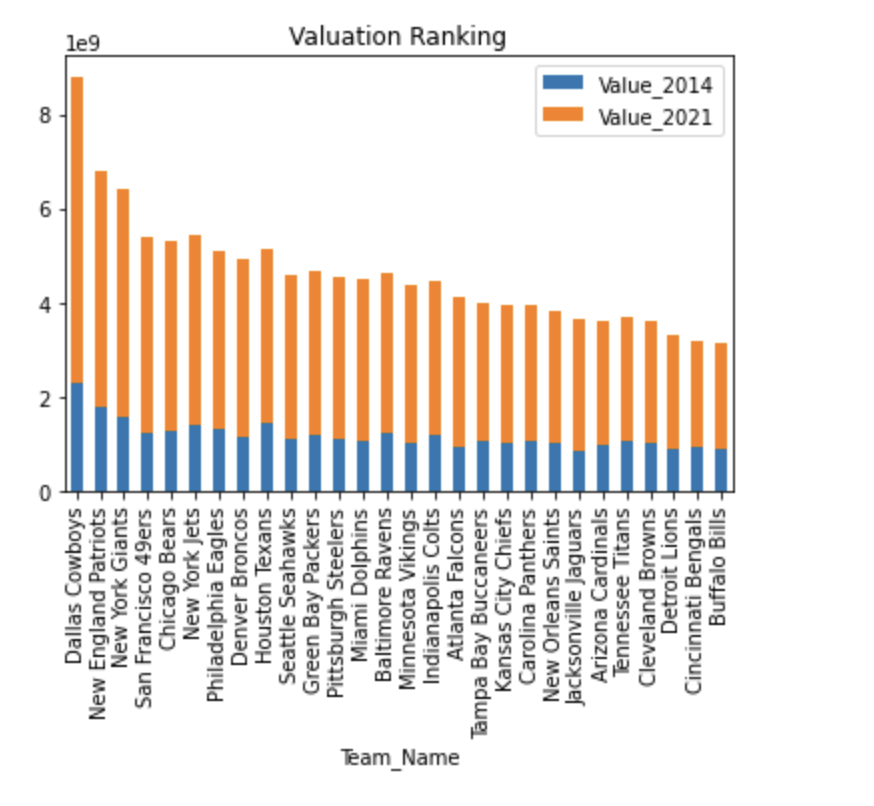 Valuation Ranking
1e9
Value_2014
Value_2021
8
6
4
2
0
Dallas Cowboys
New England Patriots
New York Giants
San Francisco 49ers
Chicago Bears
New York Jets
Philadelphia Eagles
Denver Broncos
Houston Texans
Seattle Seahawks
Green Bay Packers
Pittsburgh Steelers
Miami Dolphins
Baltimore Ravens
Minnesota Vikings
Indianapolis Colts
Atlanta Falcons
Tampa Bay Buccaneers
Kansas City Chiefs
Carolina Panthers
New Orleans Saints
Jacksonville Jaguars
Arizona Cardinals
Tennessee Titans
Cleveland Browns
Detroit Lions
Cincinnati Bengals
Buffalo Bills
Team_Name